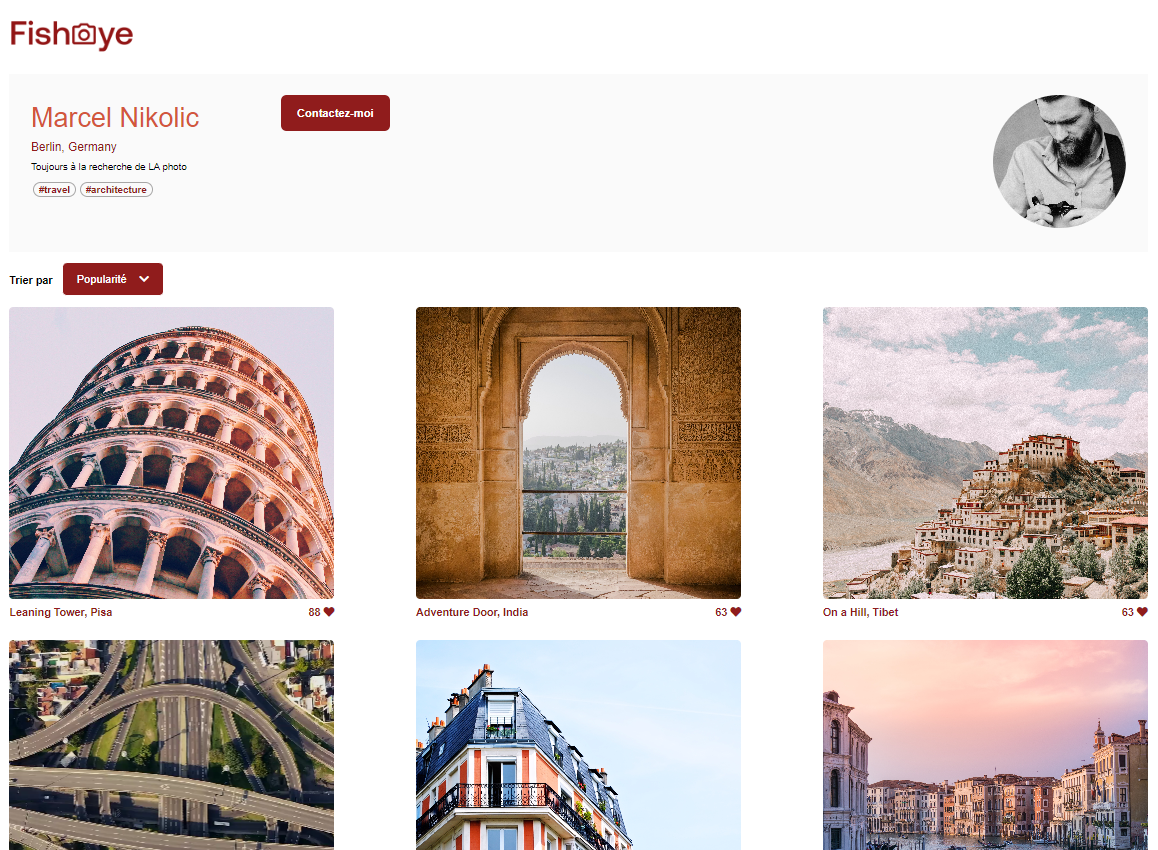 Fisheye
Marcel Nikolic
Contactez-moi
Berlin, Germany
Toujours à la recherche de LA photo
#travel #architecture
Trier par Popularité
Leaning Tower, Pisa 88
Adventure Door, India 63
On a Hill, Tibet 63